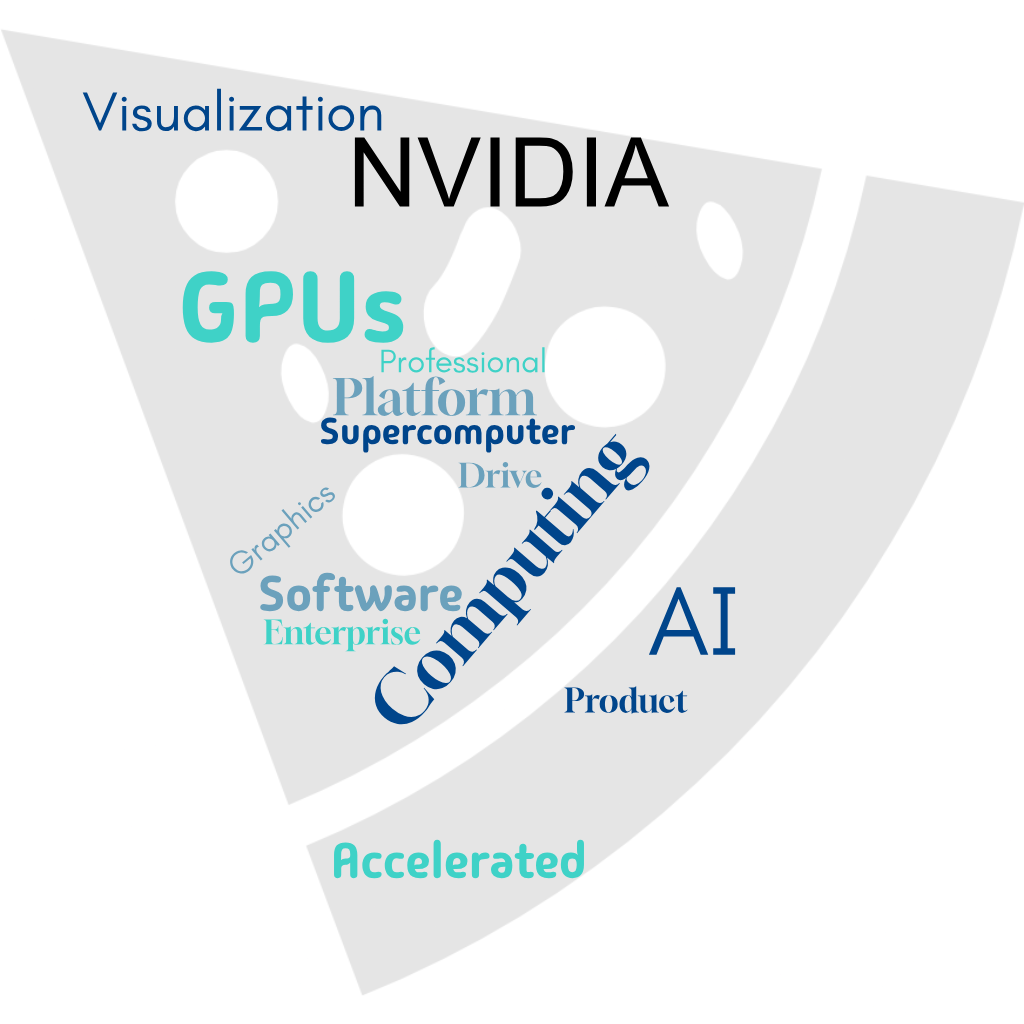 Visualization
NVIDIA
GPUs
Professional
Platform
Supercomputer
Drive
Graphics
Computing
Software
Enterprise
AI
Product
Accelerated